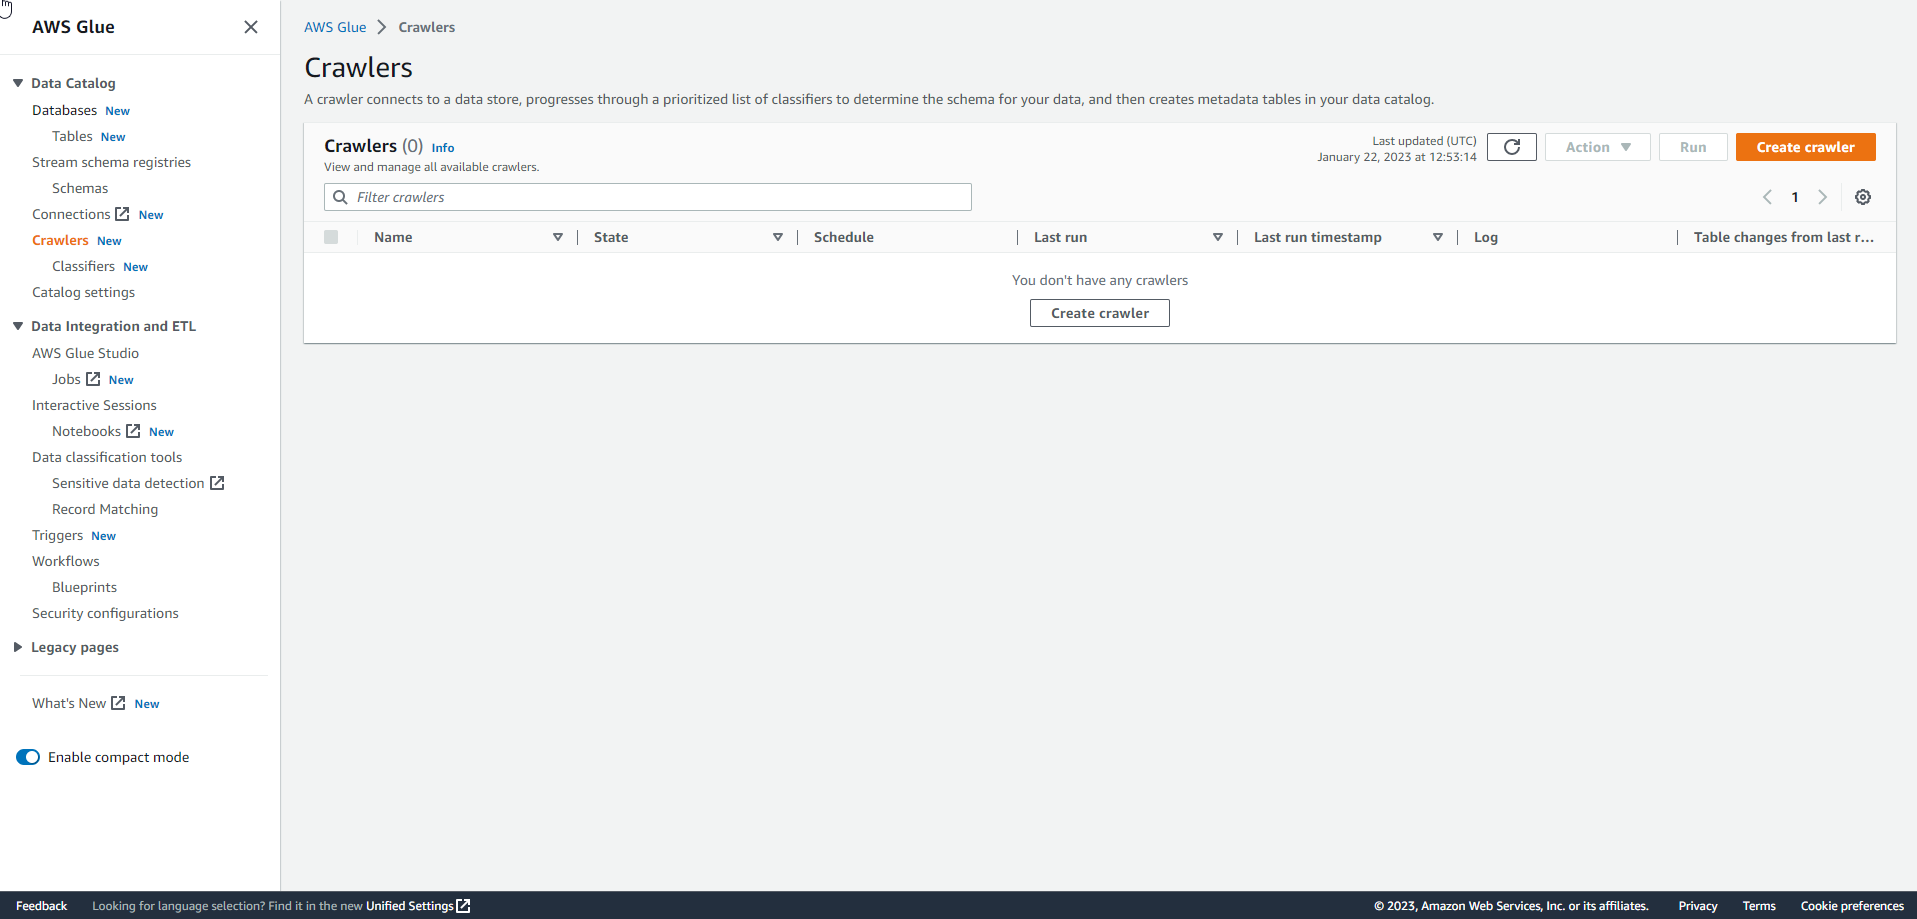 AWS Glue
Data Catalog
Databases New
Tables New
Stream schema registries
Schemas
Connections New
Crawlers New
Classifiers New
Catalog settings
Data Integration and ETL
AWS Glue Studio
Jobs New
Interactive Sessions
Notebooks New
Data classification tools
Sensitive data detection
Record Matching
Triggers New
Workflows
Blueprints
Security configurations
Legacy pages
What's New New
Enable compact mode
AWS Glue Crawlers
Crawlers
A crawler connects to a data store, progresses through a prioritized list of classifiers to determine the schema for your data, and then creates metadata tables in your data catalog.
Crawlers (0) Info
View and manage all available crawlers.
Last updated (UTC)
January 22, 2023 at 12:53:14
Action Run Create crawler
Filter crawlers
1
Name State Schedule Last run Last run timestamp Log Table changes from last r...
You don't have any crawlers
Create crawler
Feedback Looking for language selection? Find it in the new Unified Settings © 2023, Amazon Web Services, Inc. or its affiliates. Privacy Terms Cookie preferences